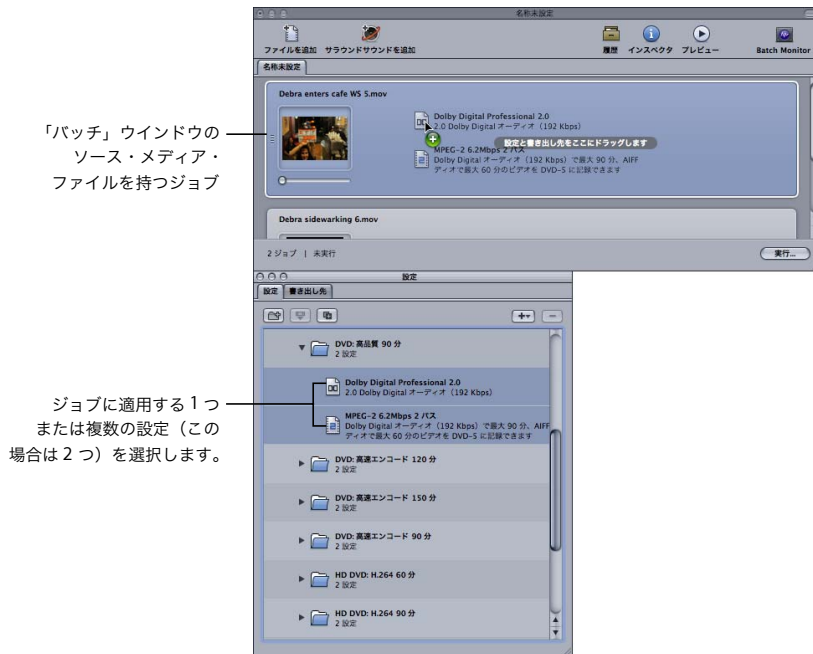 名称未設定
ファイルを追加 サラウンドサウンドを追加 履歴 インスペクタ プレビュー Batch Monitor
名称未設定
Debra enters cafe WS 5.mov
Dolby Digital Professional 2.0
2.0 Dolby Digital オーディオ（192 Kbps）
設定と書き出し先をここにドラッグします
MPEG-2 6.2Mbps 2 パス
Dolby Digital オーディオ（192 Kbps）で最大 90 分、AIFF
ディオで最大 60 分のビデオを DVD-5 に記録できます
「バッチ」ウインドウの
ソース・メディア・
ファイルを持つジョブ
Debra sidewarking 6.mov
2 ジョブ | 未実行
実行...
設定
設定 書き出し先
DVD: 高品質 90 分
2 設定
Dolby Digital Professional 2.0
2.0 Dolby Digital オーディオ（192 Kbps）
MPEG-2 6.2Mbps 2 パス
Dolby Digital オーディオ（192 Kbps）で最大 90 分、AIFF
ディオで最大 60 分のビデオを DVD-5 に記録できます
ジョブに適用する 1 つ
または複数の設定（この
場合は 2 つ）を選択します。
DVD: 高速エンコード 120 分
2 設定
DVD: 高速エンコード 150 分
2 設定
DVD: 高速エンコード 90 分
2 設定
HD DVD: H.264 60 分
2 設定
HD DVD: H.264 90 分
2 設定